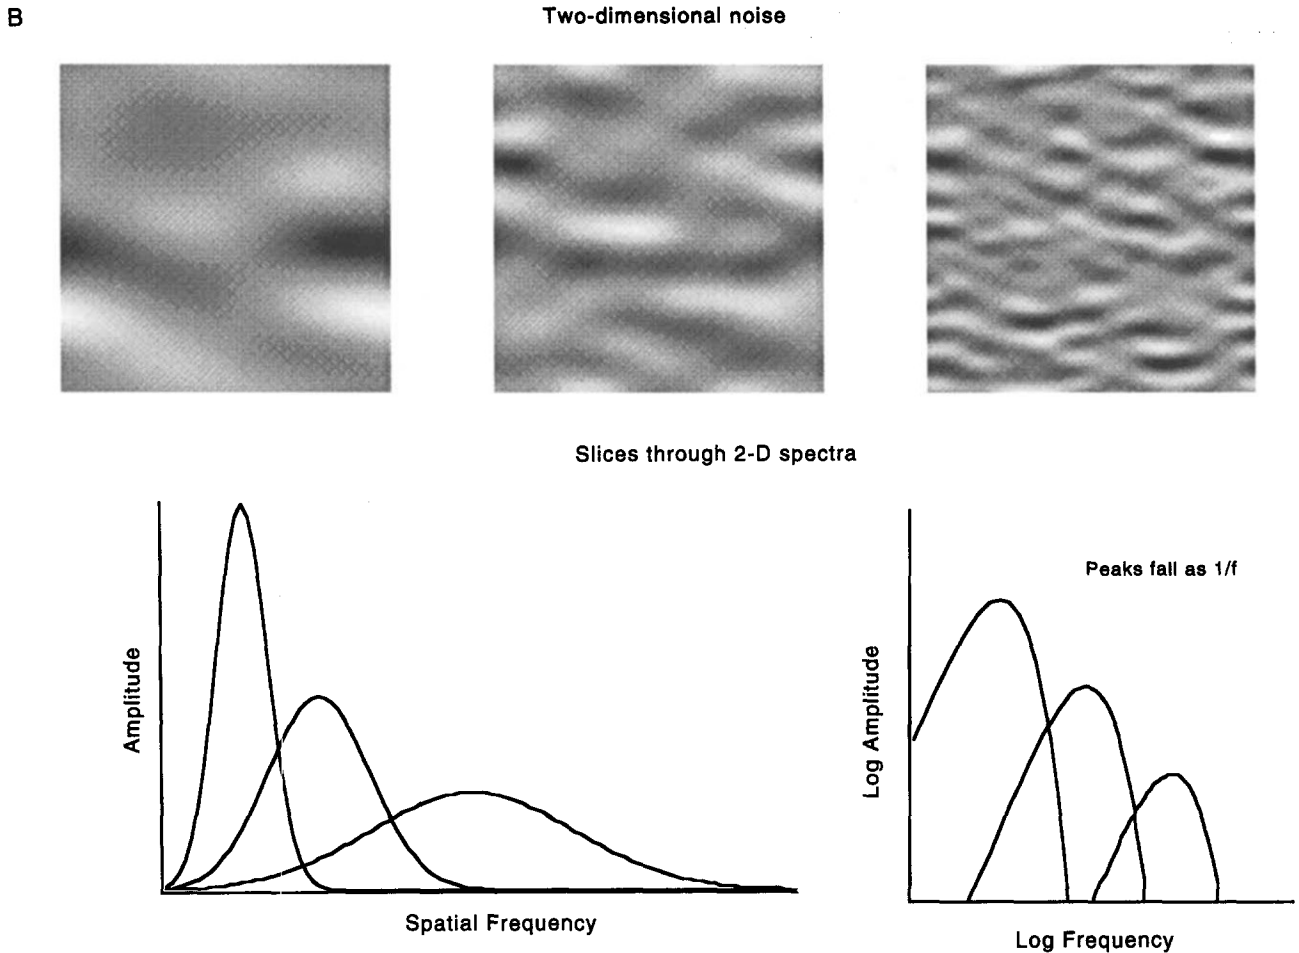 B
Two-dimensional noise
Slices through 2-D spectra
Amplitude
Spatial Frequency
Peaks fall as 1/f
Log Amplitude
Log Frequency